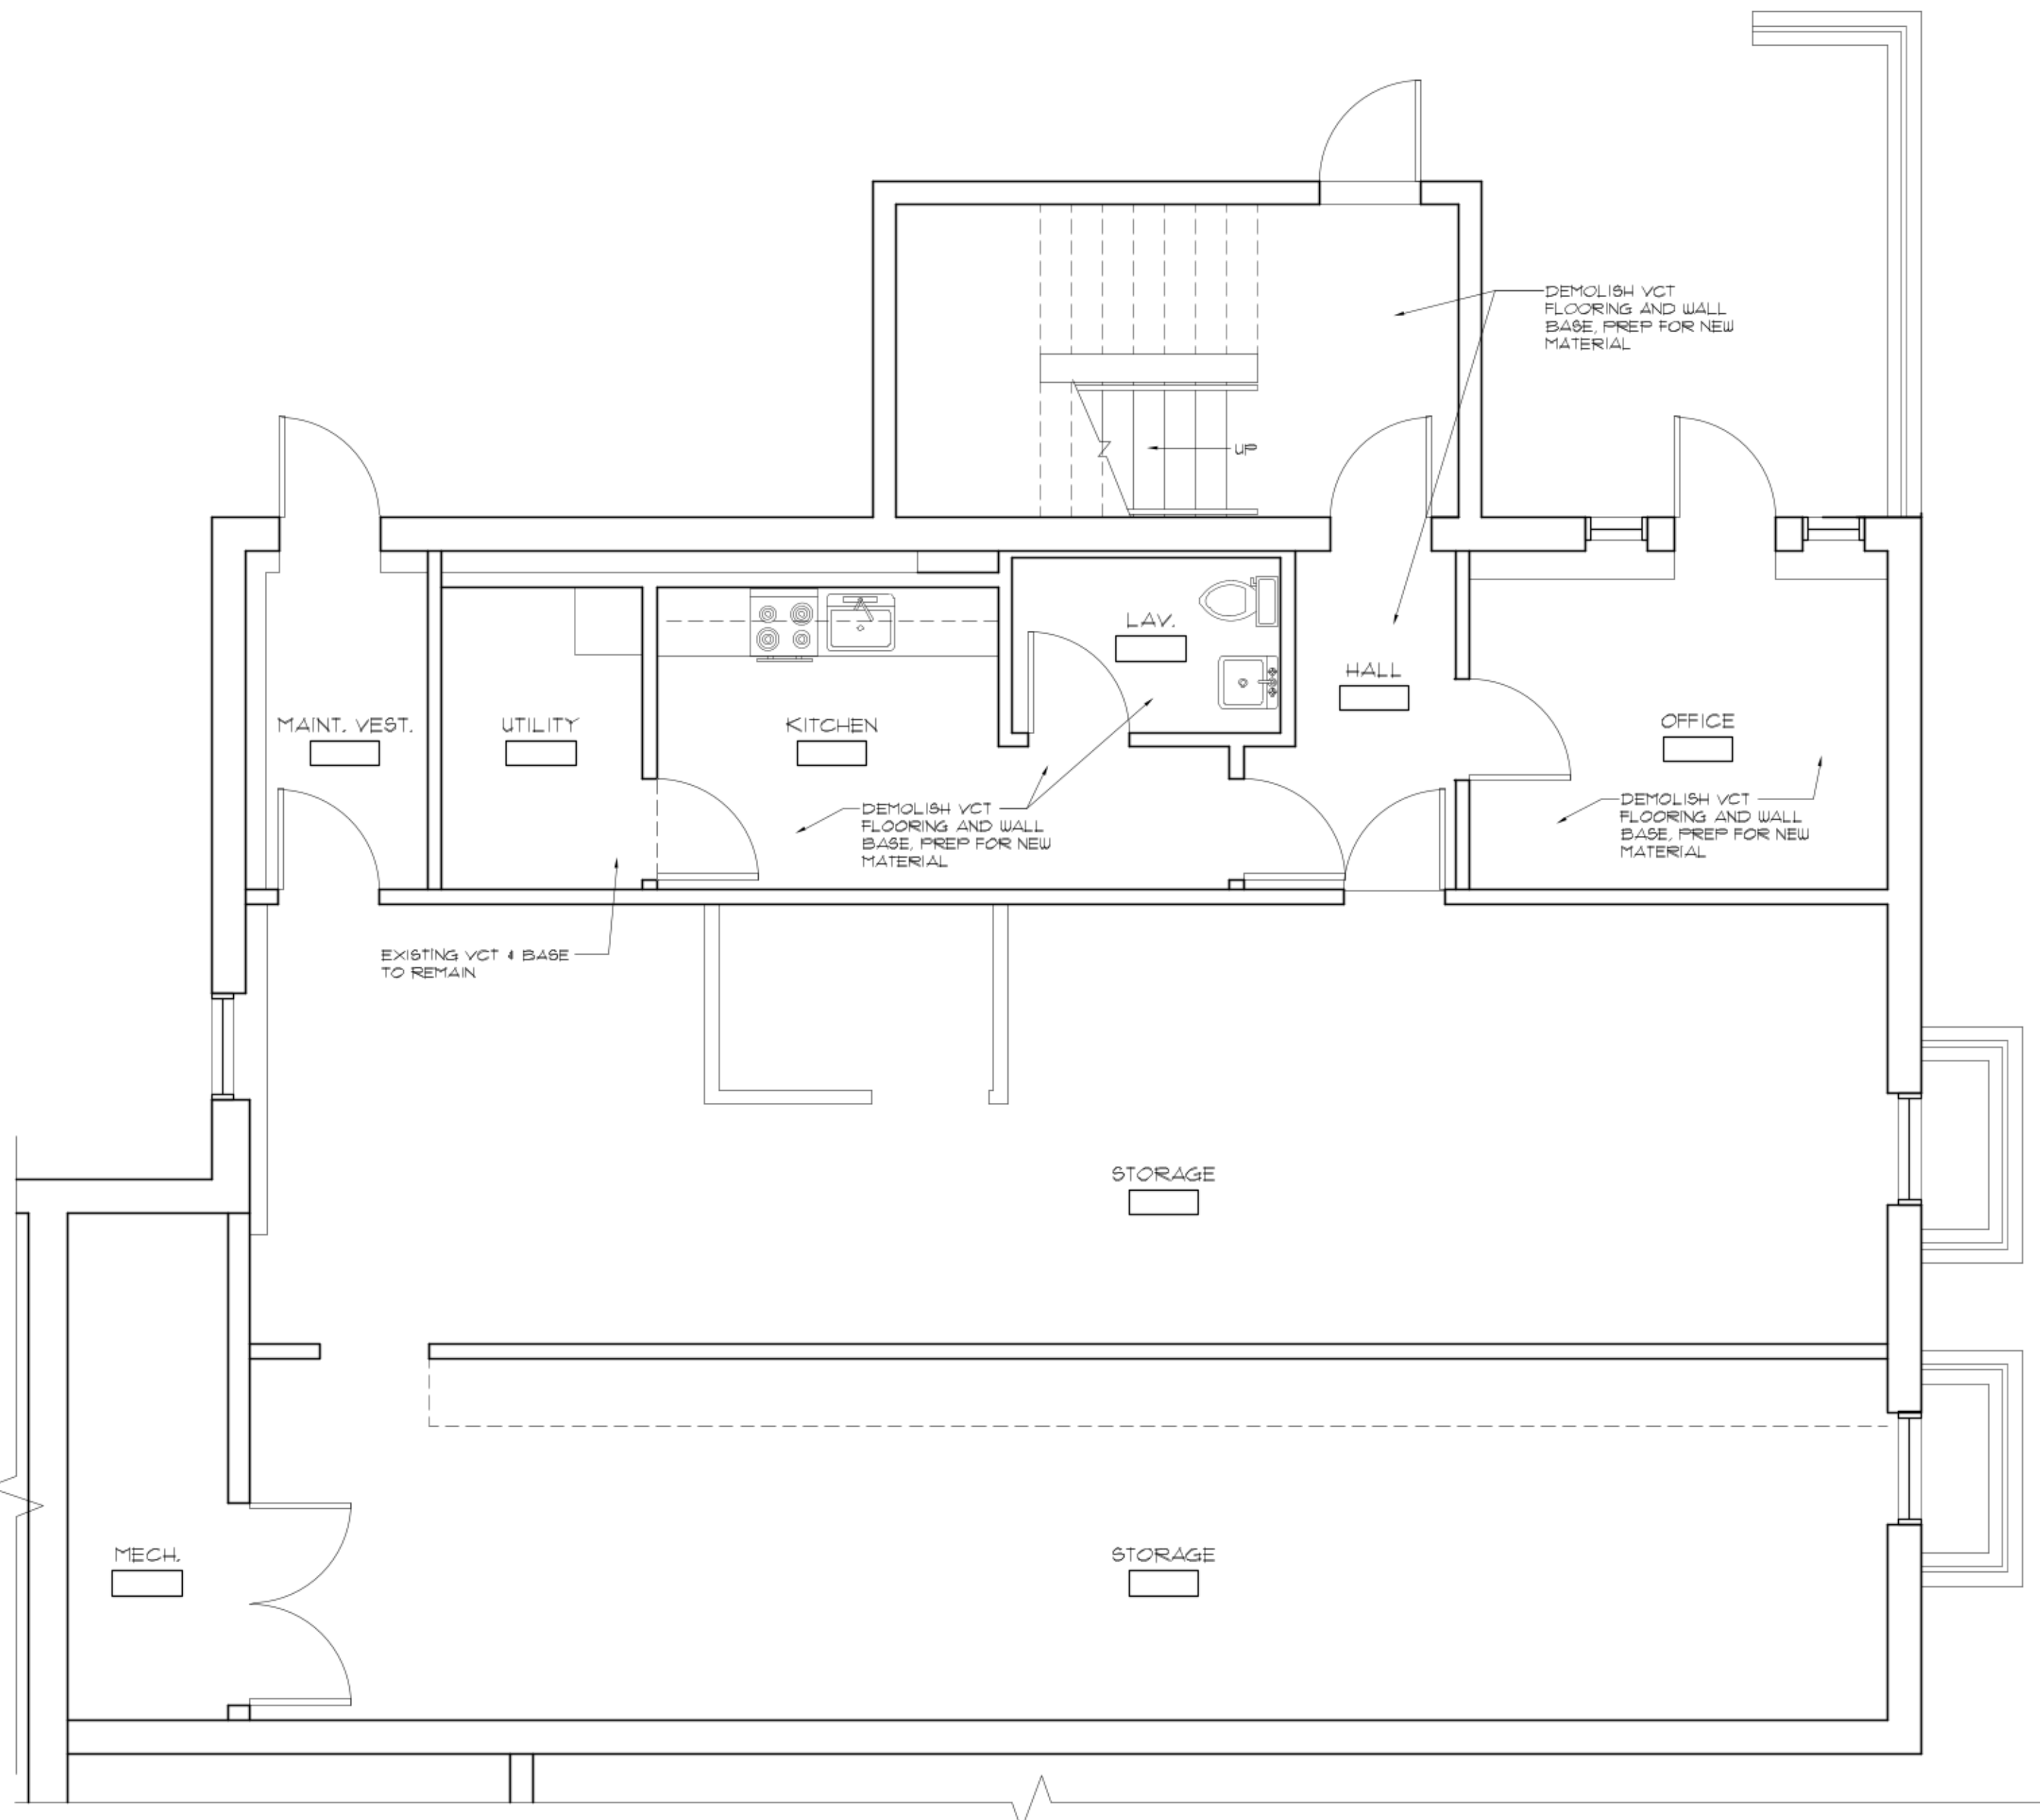 DEMOLISH VCT
FLOORING AND WALL
BASE, PREP FOR NEW
MATERIAL
UP
LAV.
HALL
MAINT. VEST.
UTILITY
KITCHEN
OFFICE
DEMOLISH VCT
FLOORING AND WALL
BASE, PREP FOR NEW
MATERIAL
DEMOLISH VCT
FLOORING AND WALL
BASE, PREP FOR NEW
MATERIAL
EXISTING VCT & BASE
TO REMAIN
STORAGE
MECH.
STORAGE